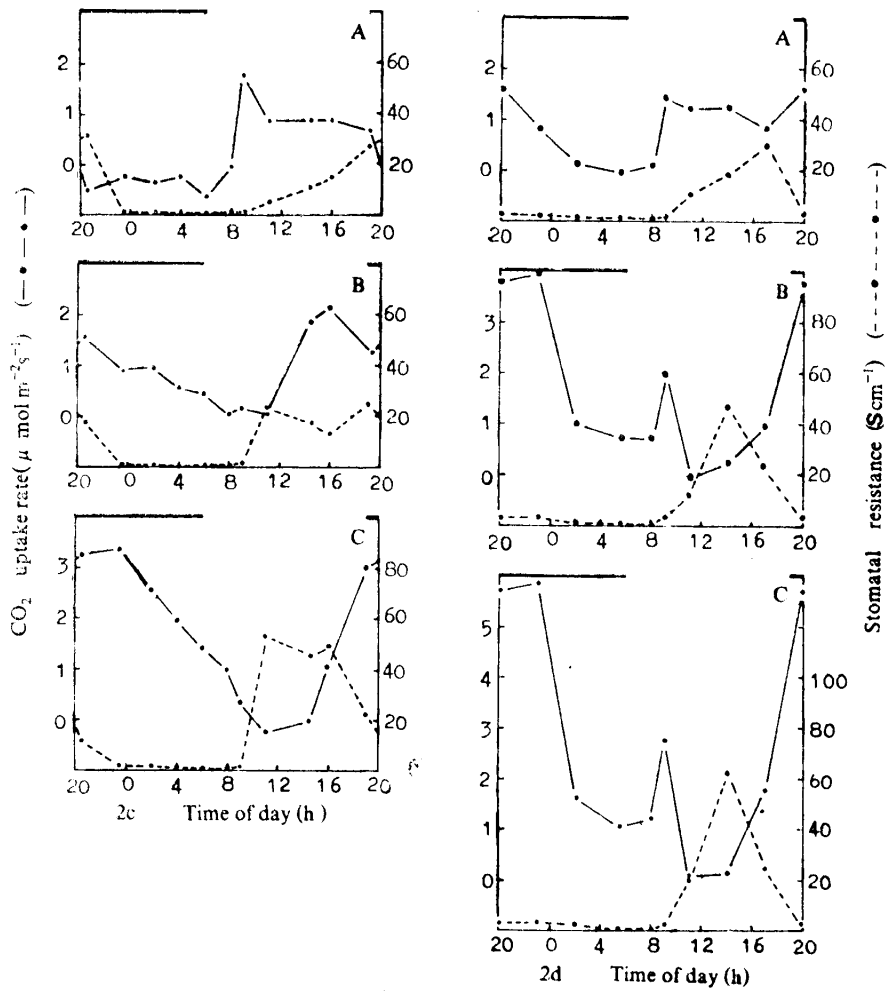 CO₂ uptake rate( μ mol m⁻²s⁻¹) (—•—•—)
A
2
1
0
60
40
20
20 0 4 8 12 16 20
B
2
1
0
60
40
20
20 0 4 8 12 16 20
C
3
2
1
0
80
60
40
20
20 0 4 8 12 16 20
2c Time of day (h)
A
2
1
0
60
40
20
20 0 4 8 12 16 20
B
3
2
1
0
80
60
40
20
20 0 4 8 12 16 20
C
5
4
3
2
1
0
100
80
60
40
20
20 0 4 8 12 16 20
2d Time of day (h)
Stomatal resistance (Scm⁻¹) (---•---•---)